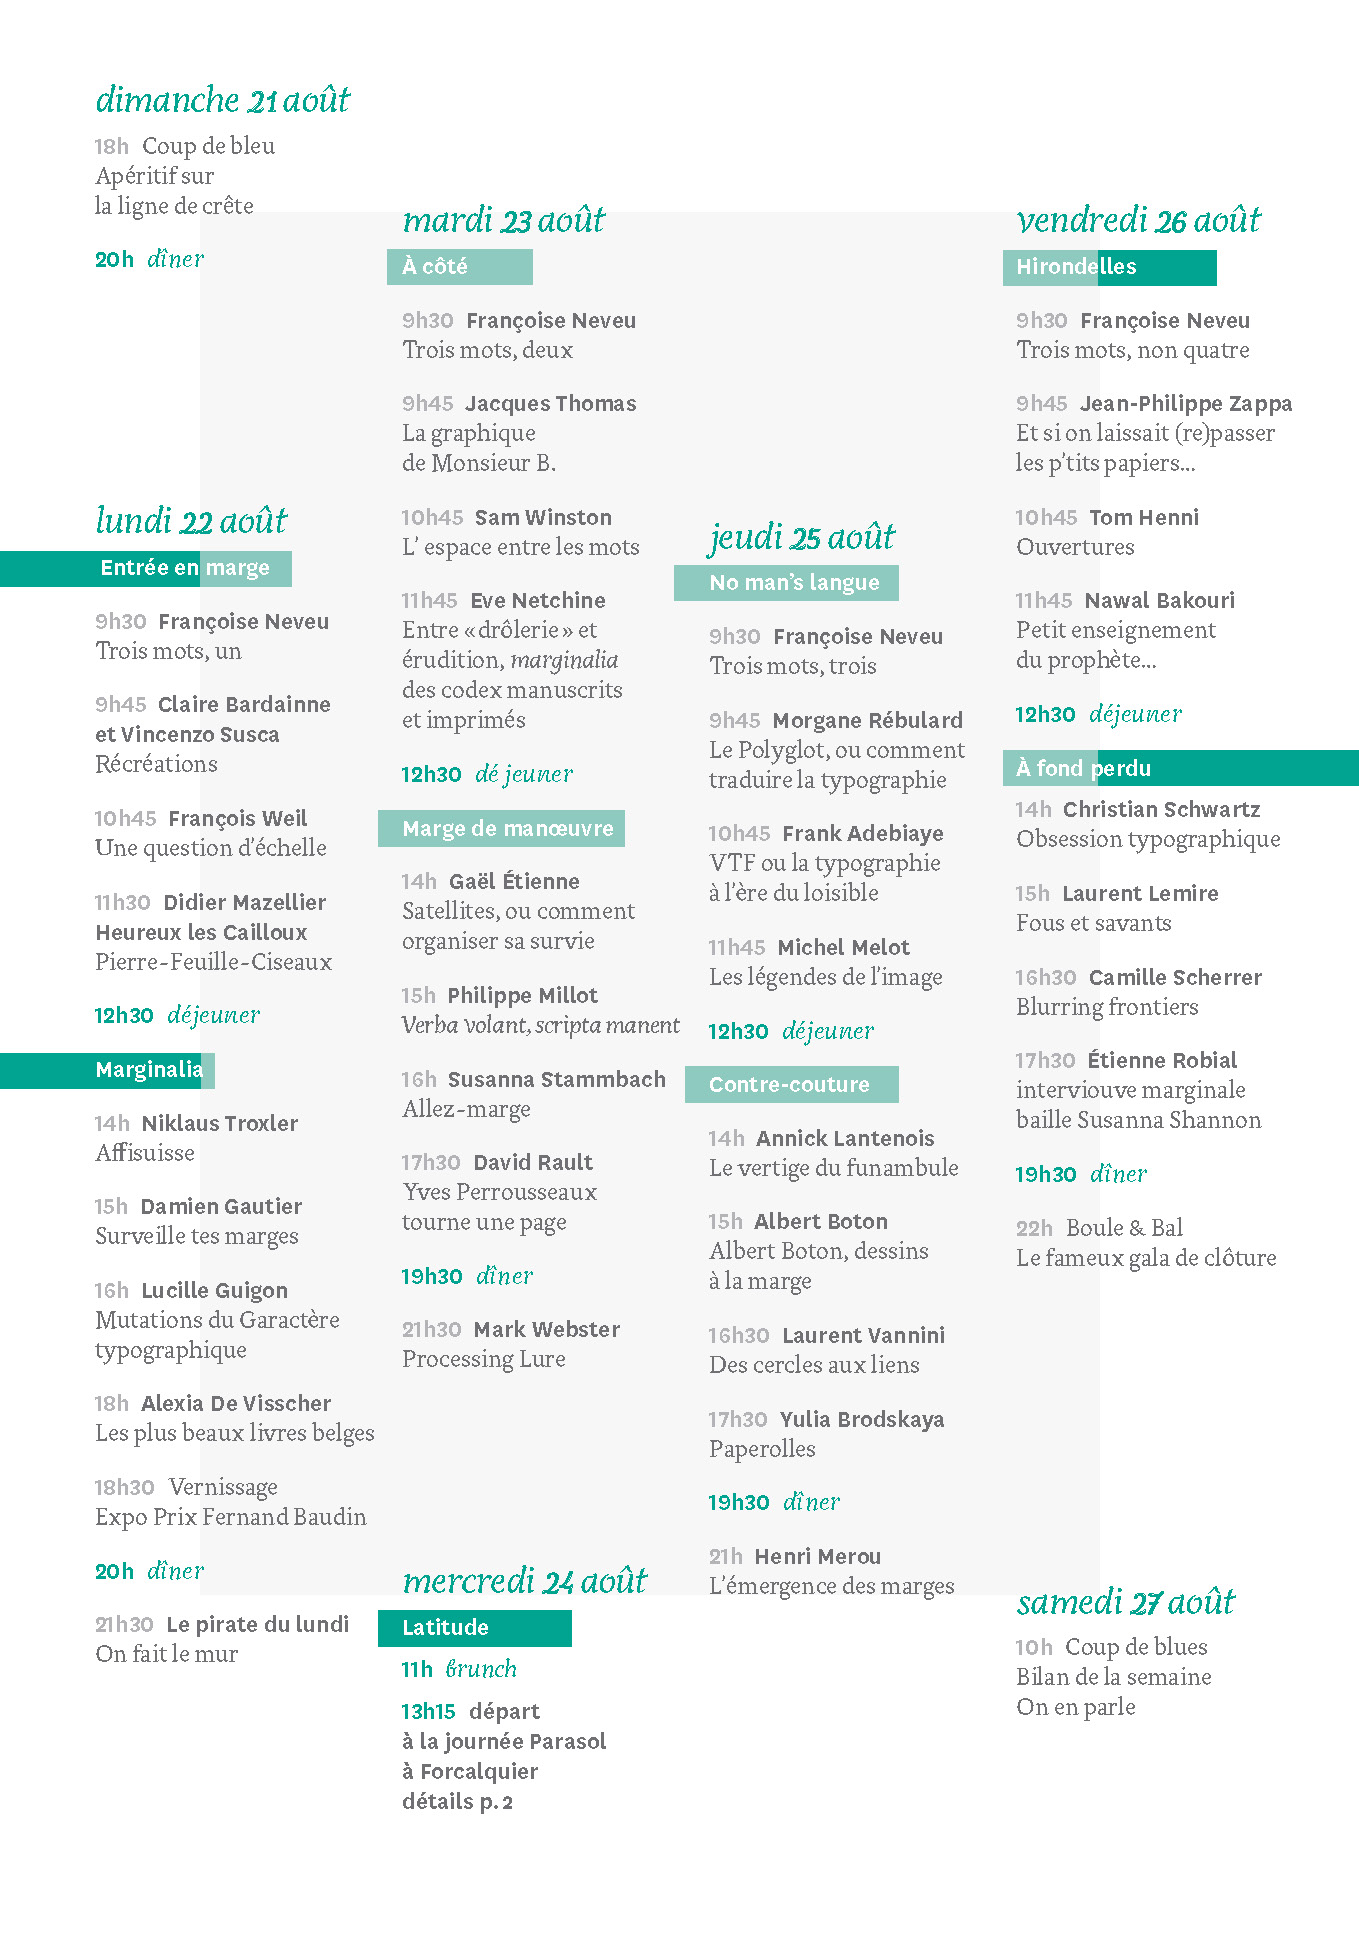 dimanche 21 août
18h Coup de bleu
Apéritif sur
la ligne de crête
20h dîner
lundi 22 août
Entrée en marge
9h30 Françoise Neveu
Trois mots, un
9h45 Claire Bardainne
et Vincenzo Susca
Récréations
10h45 François Weil
Une question d'échelle
11h30 Didier Mazellier
Heureux les Cailloux
Pierre-Feuille-Ciseaux
12h30 déjeuner
Marginalia
14h Niklaus Troxler
Affisuisse
15h Damien Gautier
Surveille tes marges
16h Lucille Guigon
Mutations du Garactère
typographique
18h Alexia De Visscher
Les plus beaux livres belges
18h30 Vernissage
Expo Prix Fernand Baudin
20h dîner
21h30 Le pirate du lundi
On fait le mur
mardi 23 août
À côté
9h30 Françoise Neveu
Trois mots, deux
9h45 Jacques Thomas
La graphique
de Monsieur B.
10h45 Sam Winston
L' espace entre les mots
11h45 Eve Netchine
Entre «drôlerie» et
érudition, marginalia
des codex manuscrits
et imprimés
12h30 dé jeuner
Marge de manœuvre
14h Gaël Étienne
Satellites, ou comment
organiser sa survie
15h Philippe Millot
Verba volant, scripta manent
16h Susanna Stammbach
Allez-marge
17h30 David Rault
Yves Perrousseaux
tourne une page
19h30 dîner
21h30 Mark Webster
Processing Lure
mercredi 24 août
Latitude
11h brunch
13h15 départ
à la journée Parasol
à Forcalquier
détails p. 2
jeudi 25 août
No man's langue
9h30 Françoise Neveu
Trois mots, trois
9h45 Morgane Rébulard
Le Polyglot, ou comment
traduire la typographie
10h45 Frank Adebiaye
VTF ou la typographie
à l'ère du loisible
11h45 Michel Melot
Les légendes de l'image
12h30 déjeuner
Contre-couture
14h Annick Lantenois
Le vertige du funambule
15h Albert Boton
Albert Boton, dessins
à la marge
16h30 Laurent Vannini
Des cercles aux liens
17h30 Yulia Brodskaya
Paperolles
19h30 dîner
21h Henri Merou
L'émergence des marges
vendredi 26 août
Hirondelles
9h30 Françoise Neveu
Trois mots, non quatre
9h45 Jean-Philippe Zappa
Et si on laissait (re)passer
les p'tits papiers...
10h45 Tom Henni
Ouvertures
11h45 Nawal Bakouri
Petit enseignement
du prophète...
12h30 déjeuner
À fond perdu
14h Christian Schwartz
Obsession typographique
15h Laurent Lemire
Fous et savants
16h30 Camille Scherrer
Blurring frontiers
17h30 Étienne Robial
interviouve marginale
baille Susanna Shannon
19h30 dîner
22h Boule & Bal
Le fameux gala de clôture
samedi 27 août
10h Coup de blues
Bilan de la semaine
On en parle